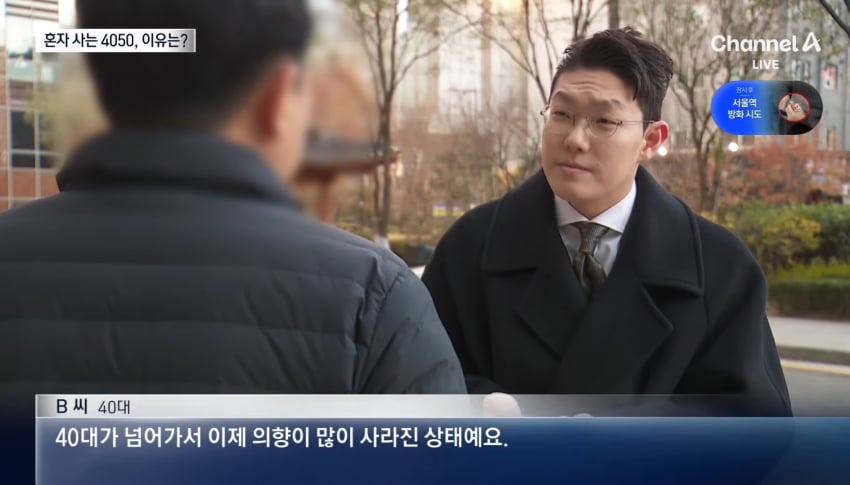 혼자 사는 4050, 이유는?
Channel A
LIVE
잠시 후
서울역
방화 시도
B 씨 40대
40대가 넘어가서 이제 의향이 많이 사라진 상태예요.